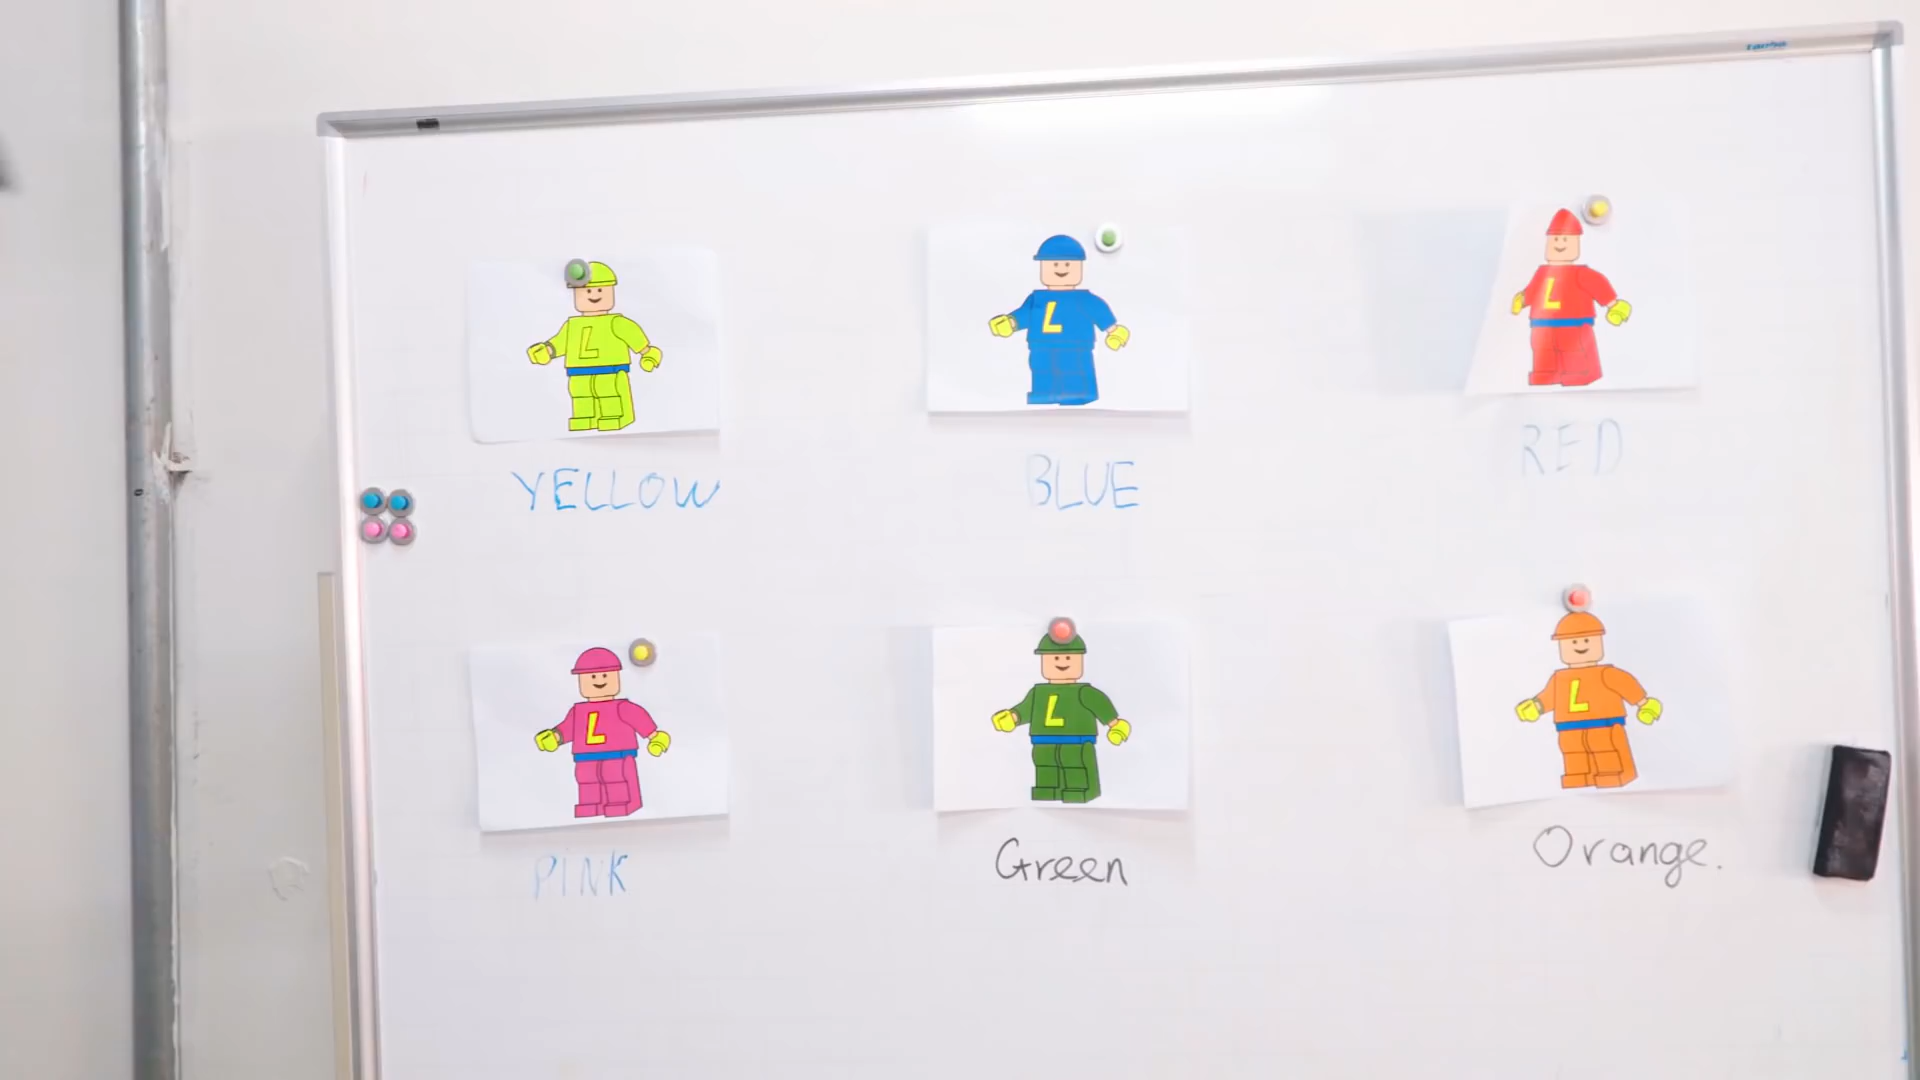 L
L
L
YELLOW
BLUE
RED
L
L
L
PINK
Green
Orange.